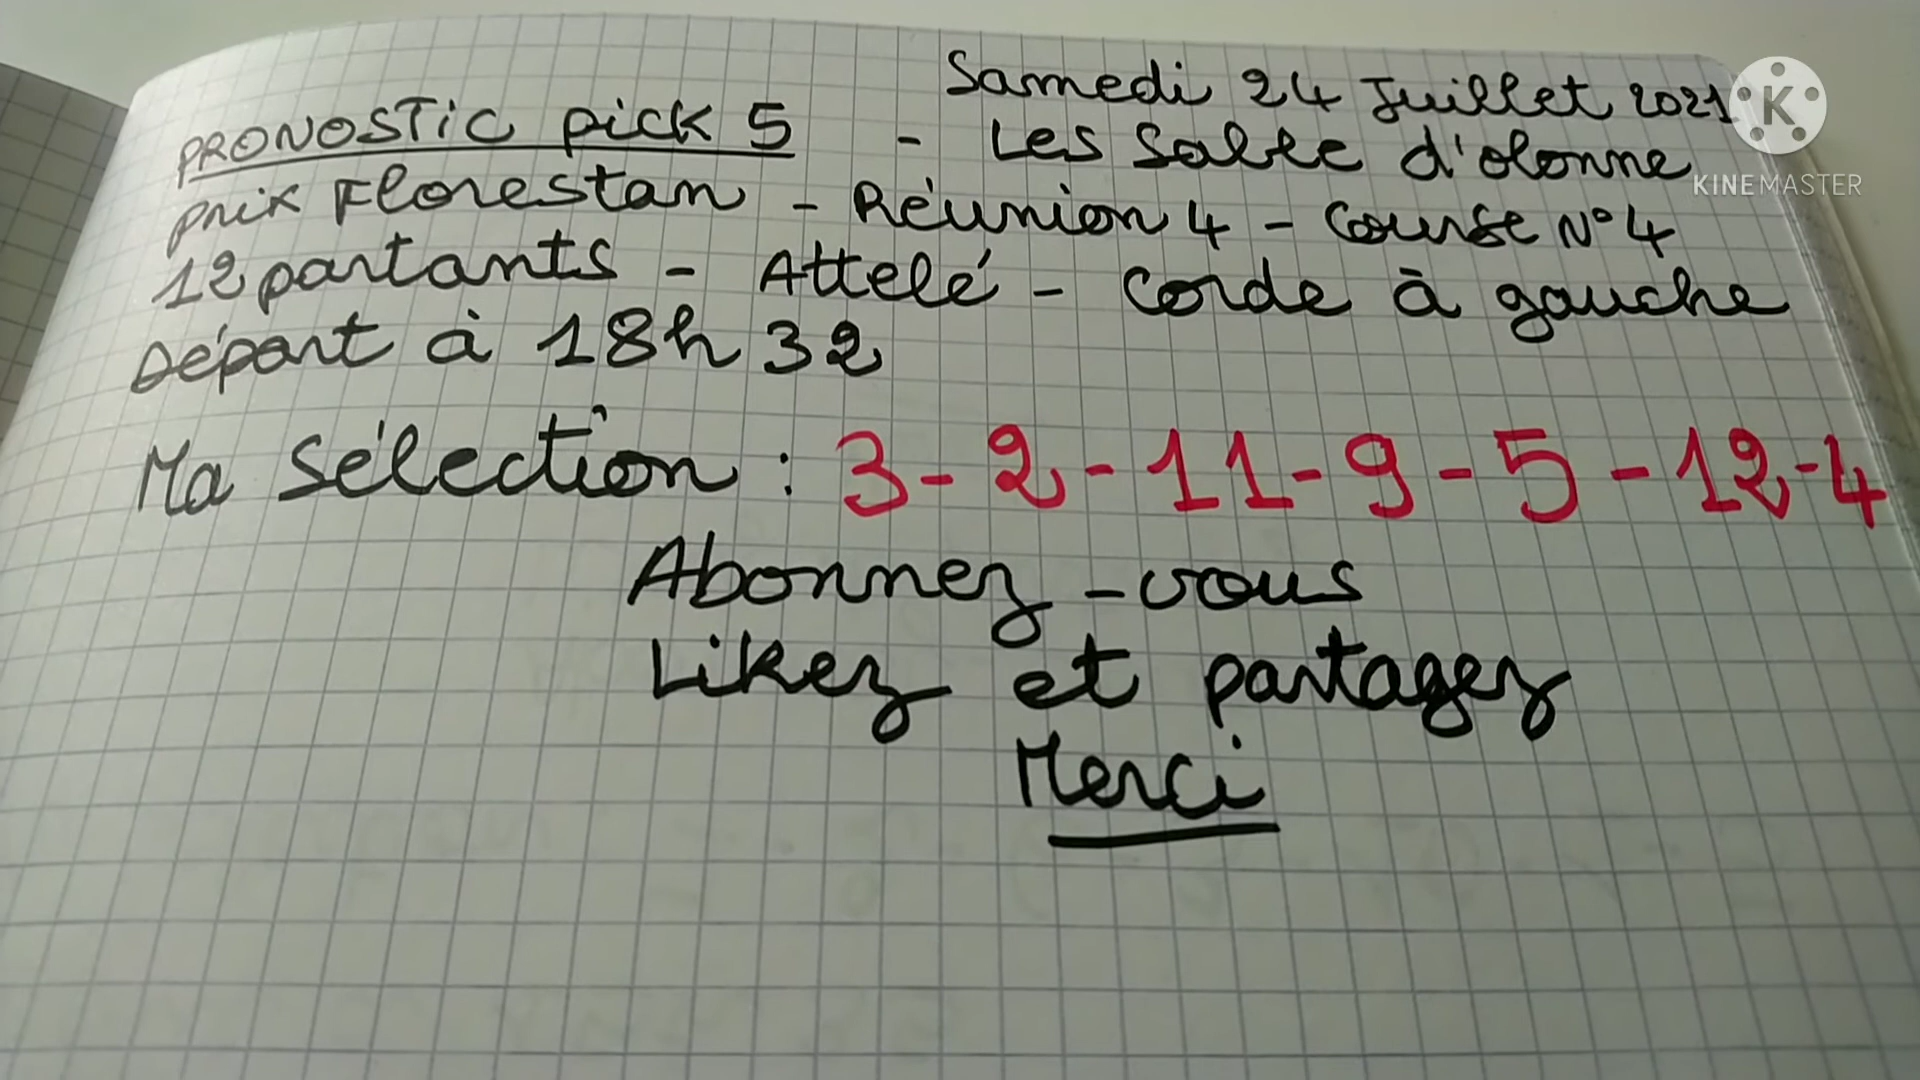 Samedi 24 Juillet 2021
PRONOSTIC pick 5 - Les Sable d'olonne
prix Florestan - Réunion 4 - Course N°4
12 partants - Attelé - Corde à gauche
Départ à 18h32
Ma sélection : 3-2-11-9-5-12-4
Abonnez-vous
Likez et partagez
Merci
K
KINEMASTER